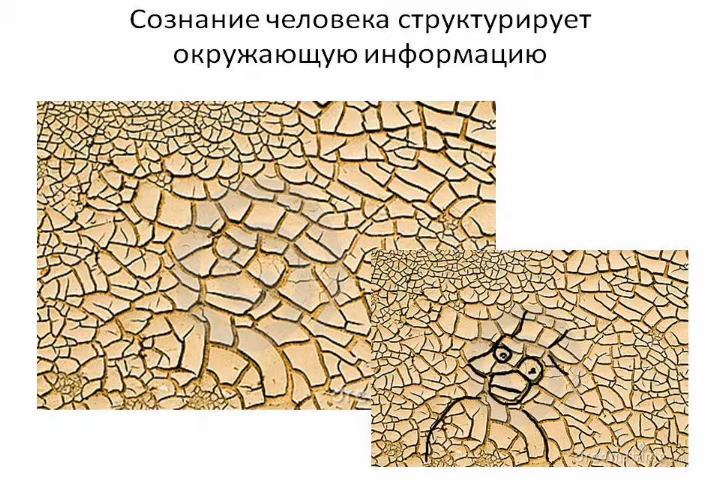 Сознание человека структурирует
окружающую информацию